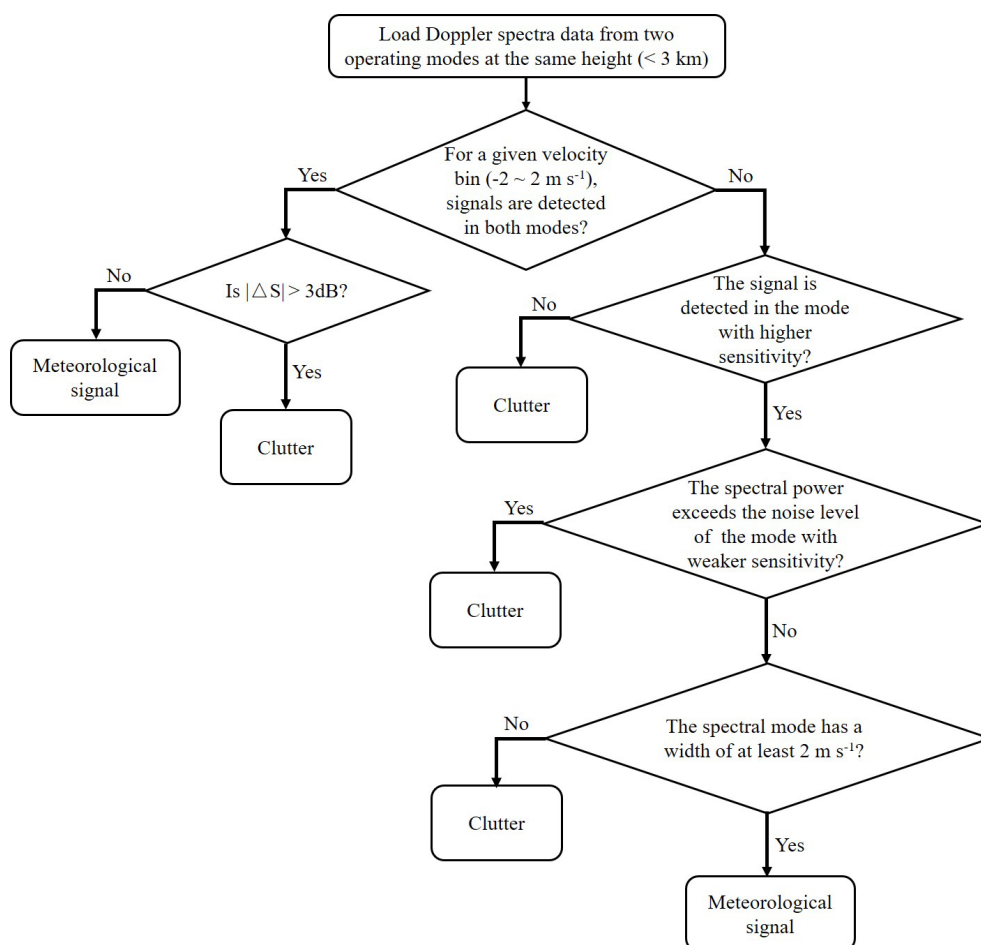 Load Doppler spectra data from two
operating modes at the same height (< 3 km)
For a given velocity
bin (-2 ~ 2 m s⁻¹),
signals are detected
in both modes?
Yes
No
Is |△S| > 3dB?
No
Yes
Meteorological
signal
Clutter
The signal is
detected in the mode
with higher
sensitivity?
No
Clutter
Yes
The spectral power
exceeds the noise level
of the mode with
weaker sensitivity?
Yes
Clutter
No
The spectral mode has a
width of at least 2 m s⁻¹?
No
Clutter
Yes
Meteorological
signal